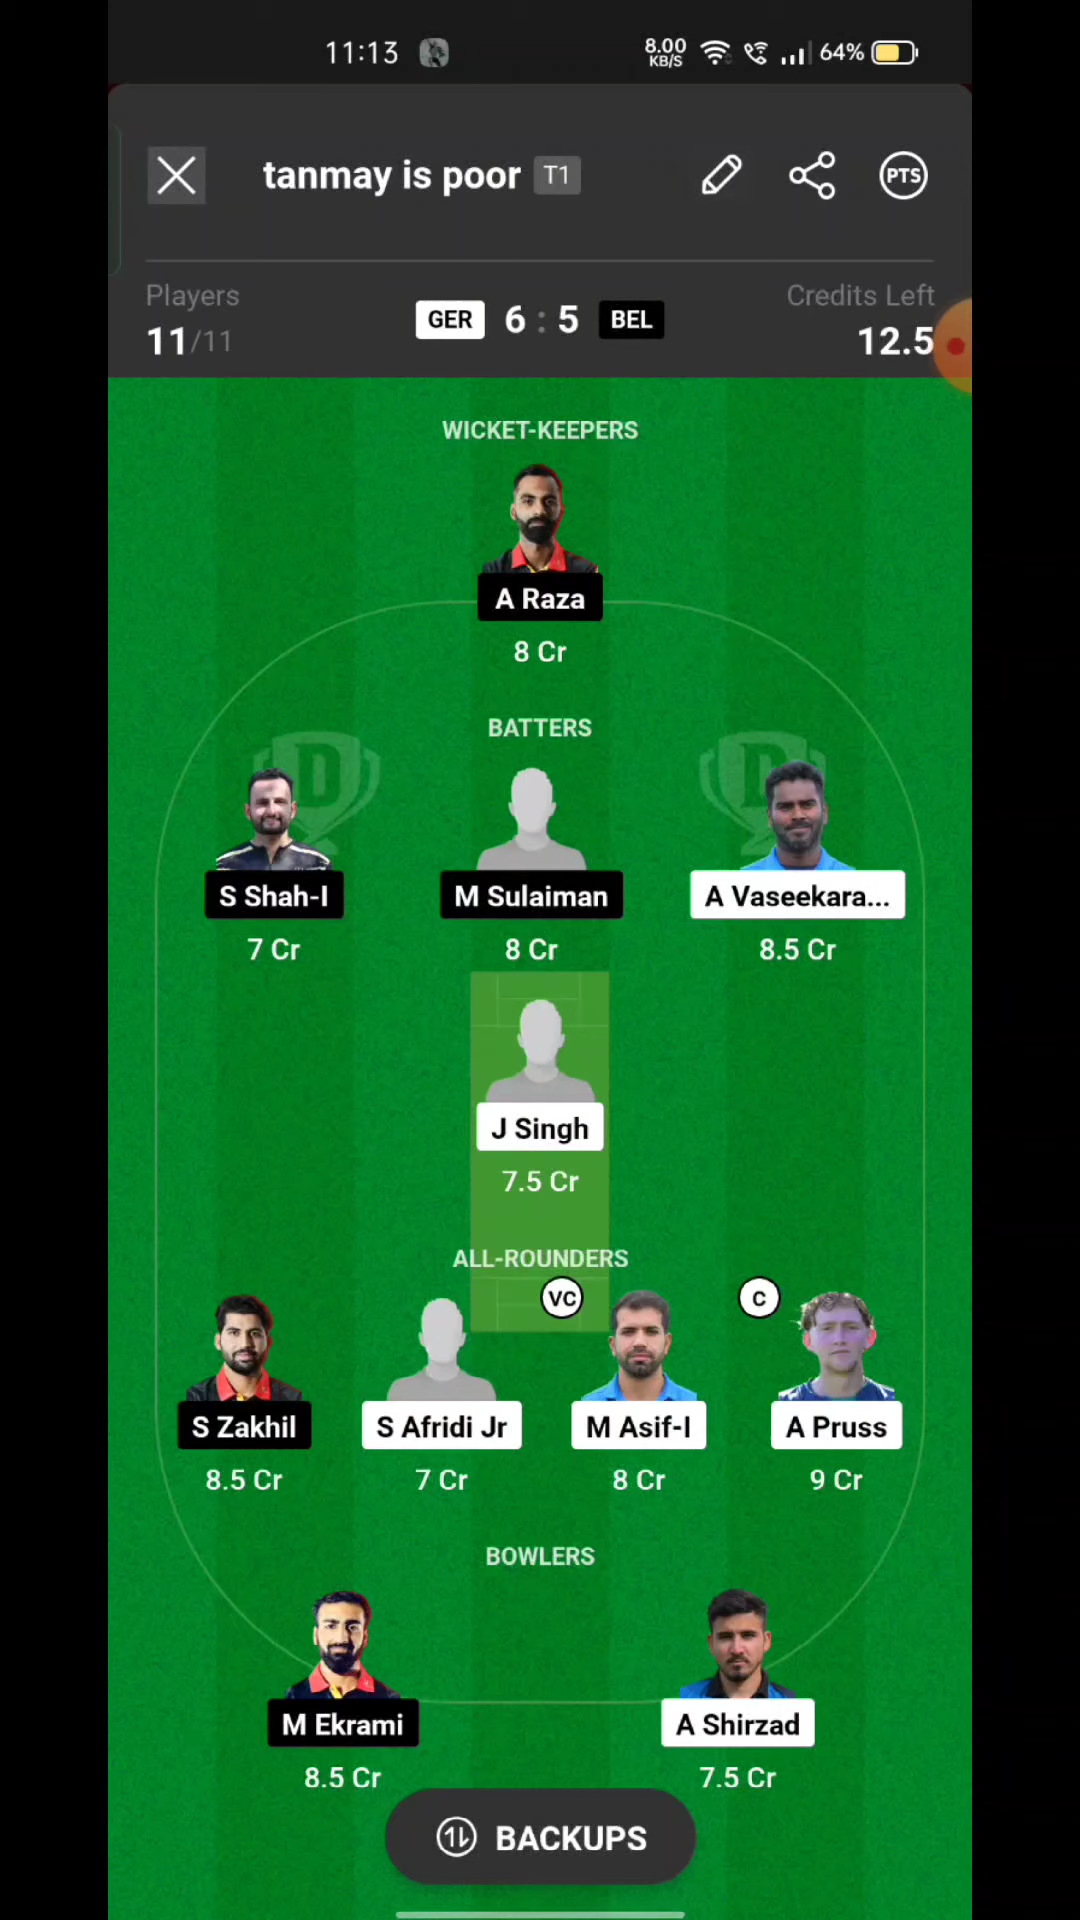 11:13
8.00 KB/S
64%
tanmay is poor T1
PTS
Players
Credits Left
11/11
GER 6 : 5 BEL
12.5
WICKET-KEEPERS
A Raza
8 Cr
BATTERS
S Shah-I
M Sulaiman
A Vaseekara...
7 Cr
8 Cr
8.5 Cr
J Singh
7.5 Cr
ALL-ROUNDERS
VC
C
S Zakhil
S Afridi Jr
M Asif-I
A Pruss
8.5 Cr
7 Cr
8 Cr
9 Cr
BOWLERS
M Ekrami
A Shirzad
8.5 Cr
7.5 Cr
BACKUPS